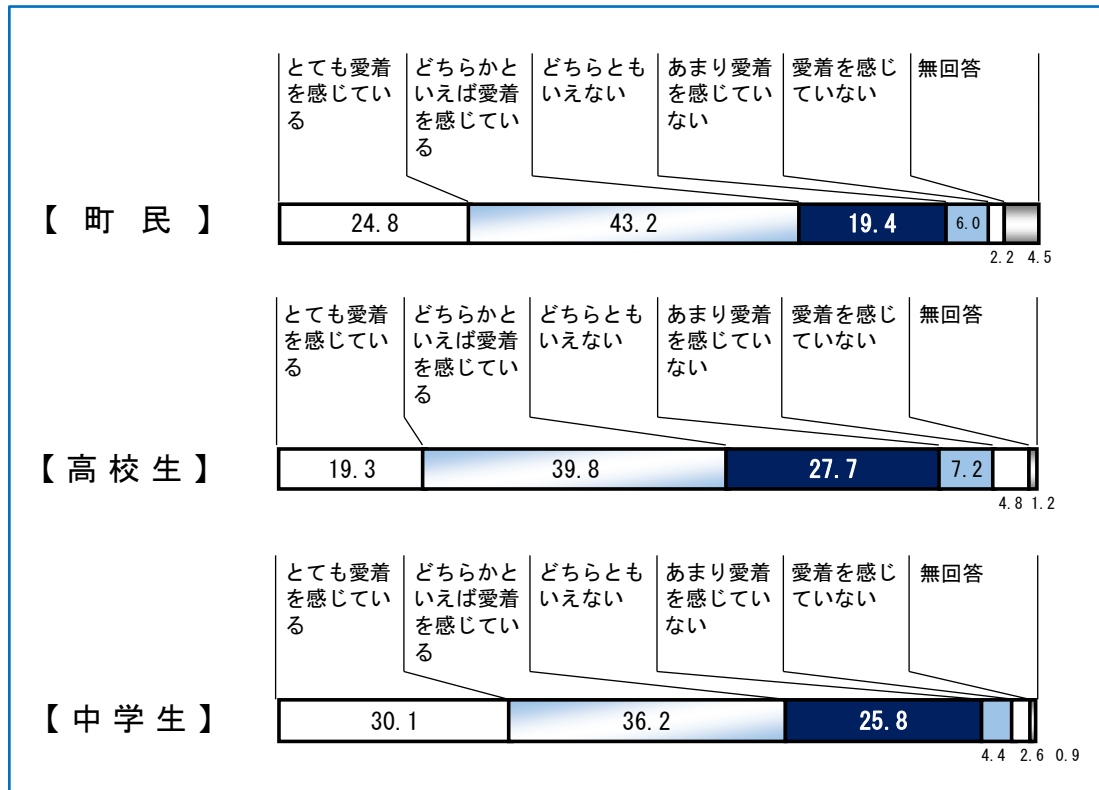 とても愛着
を感じてい
る
どちらかと
いえば愛着
を感じてい
る
どちらとも
いえない
あまり愛着
を感じてい
ない
愛着を感じ
ていない
無回答
【 町 民 】
24.8
43.2
19.4
6.0
2.2
4.5
とても愛着
を感じてい
る
どちらかと
いえば愛着
を感じてい
る
どちらとも
いえない
あまり愛着
を感じてい
ない
愛着を感じ
ていない
無回答
【高校生】
19.3
39.8
27.7
7.2
4.8
1.2
とても愛着
を感じてい
る
どちらかと
いえば愛着
を感じてい
る
どちらとも
いえない
あまり愛着
を感じてい
ない
愛着を感じ
ていない
無回答
【中学生】
30.1
36.2
25.8
4.4
2.6
0.9